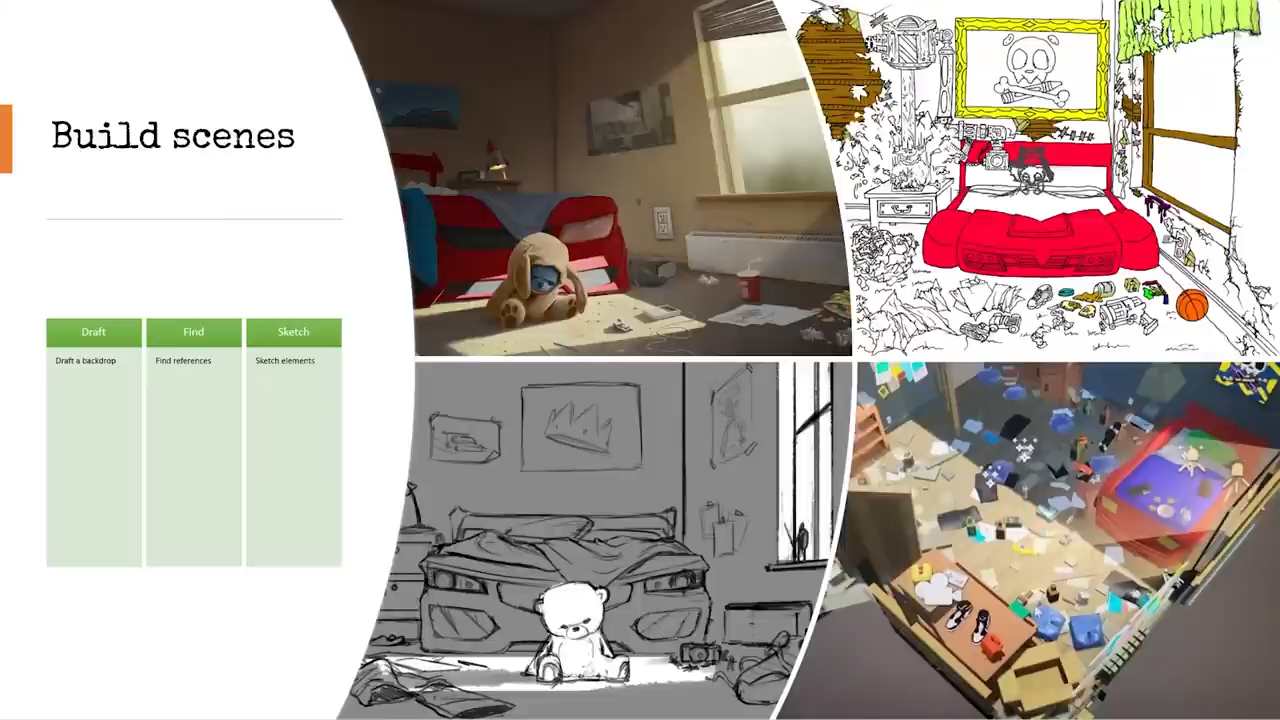 Build scenes
Draft Find Sketch
Draft a backdrop Find references Sketch elements